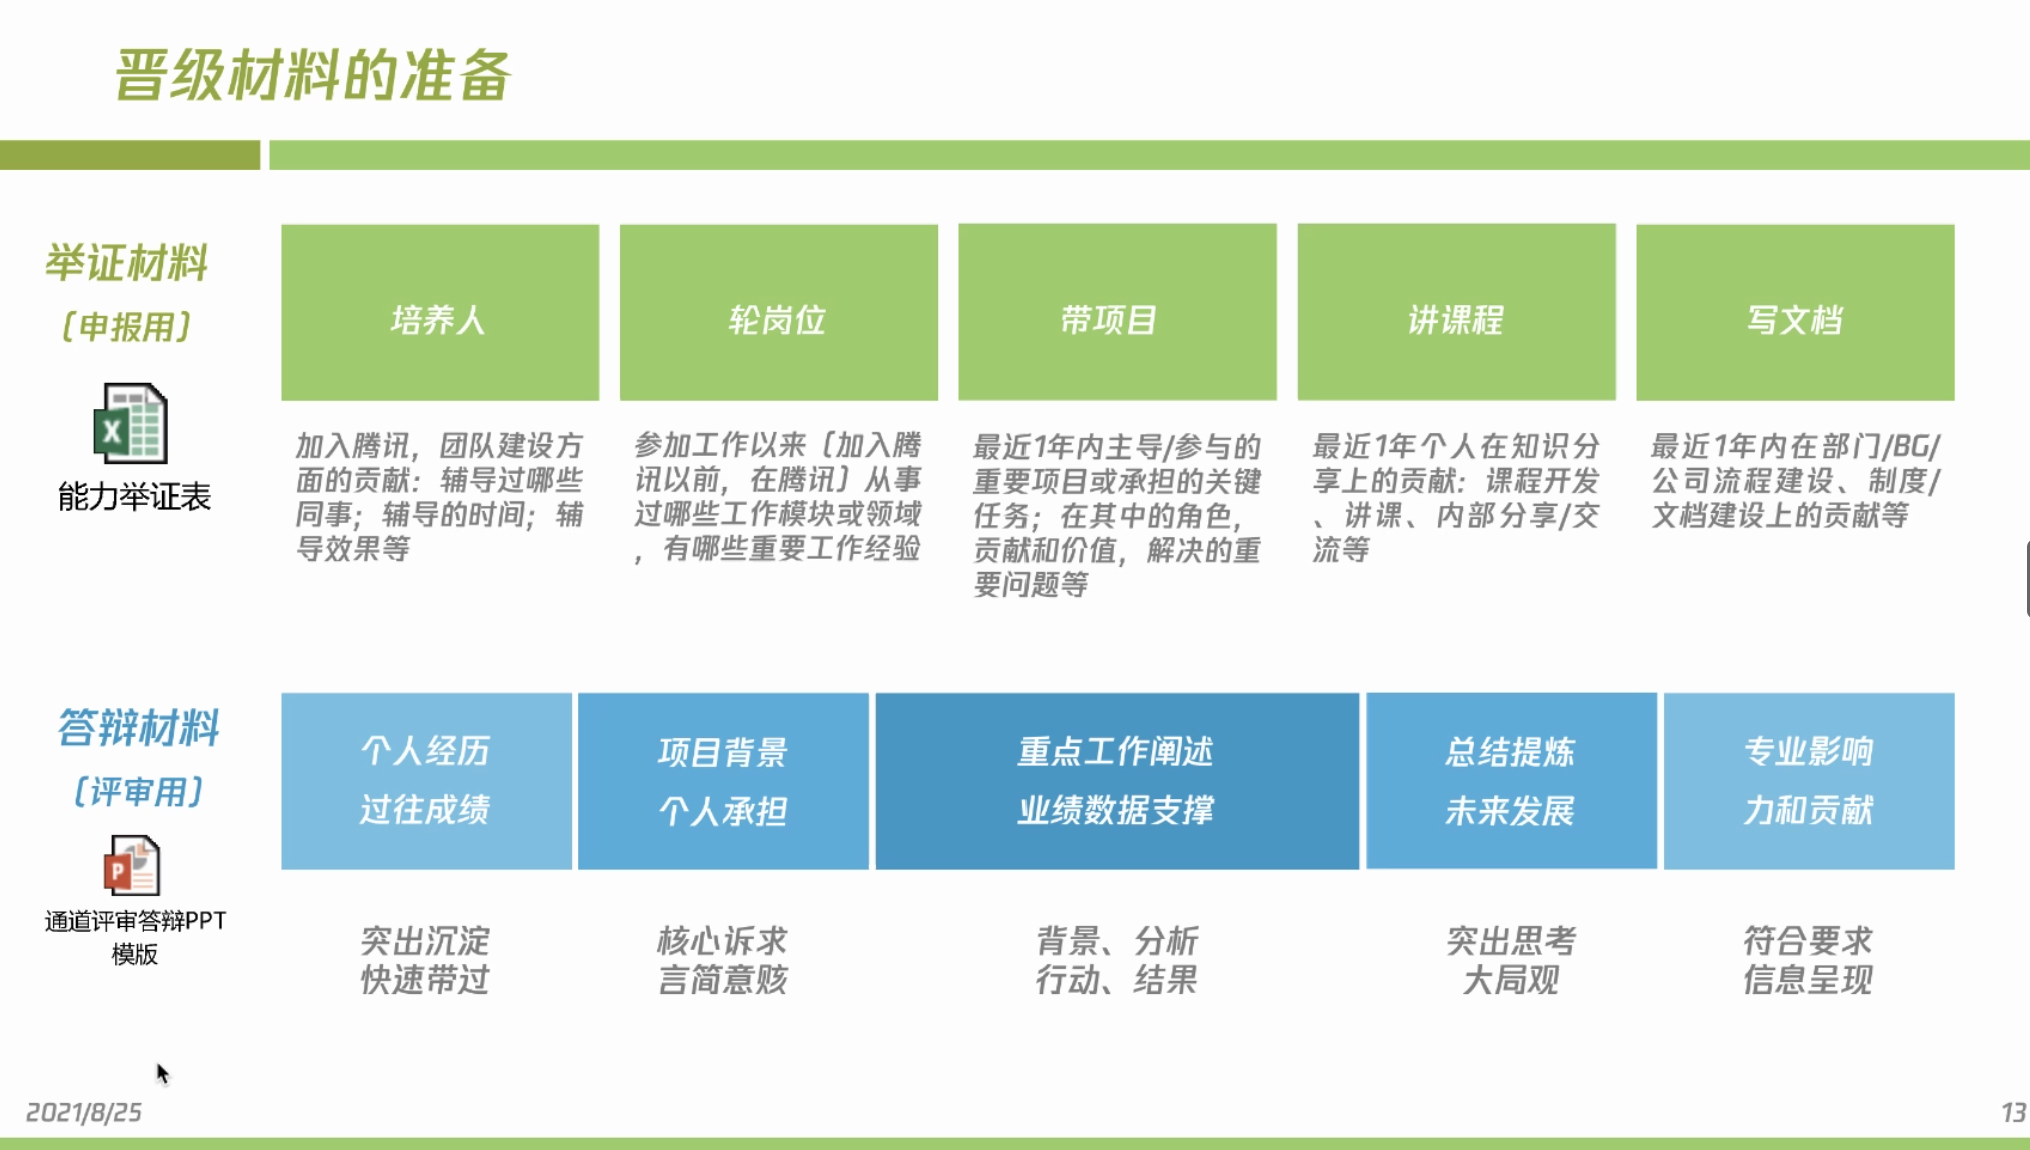 晋级材料的准备
举证材料
（申报用）
能力举证表
培养人
加入腾讯，团队建设方
面的贡献：辅导过哪些
同事；辅导的时间；辅
导效果等
轮岗位
参加工作以来（加入腾
讯以前，在腾讯）从事
过哪些工作模块或领域
，有哪些重要工作经验
带项目
最近1年内主导/参与的
重要项目或承担的关键
任务；在其中的角色，
贡献和价值，解决的重
要问题等
讲课程
最近1年个人在知识分
享上的贡献：课程开发
、讲课、内部分享/交
流等
写文档
最近1年内在部门/BG/
公司流程建设、制度/
文档建设上的贡献等
答辩材料
（评审用）
通道评审答辩PPT
模版
个人经历
过往成绩
突出沉淀
快速带过
项目背景
个人承担
核心诉求
言简意赅
重点工作阐述
业绩数据支撑
背景、分析
行动、结果
总结提炼
未来发展
突出思考
大局观
专业影响
力和贡献
符合要求
信息呈现
2021/8/25
13